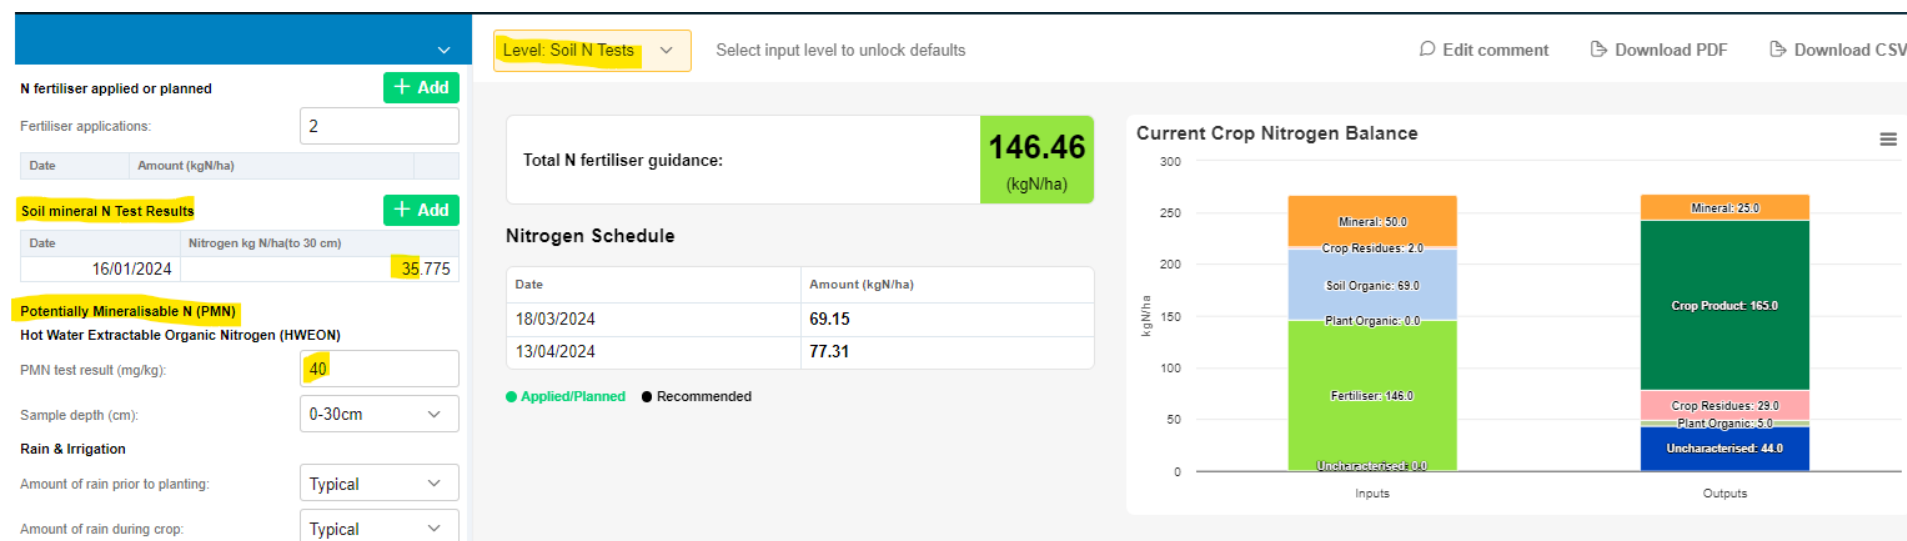 N fertiliser applied or planned
+ Add
Fertiliser applications:
2
Date Amount (kgN/ha)
Soil mineral N Test Results
+ Add
Date Nitrogen kg N/ha(to 30 cm)
16/01/2024 35.775
Potentially Mineralisable N (PMN)
Hot Water Extractable Organic Nitrogen (HWEON)
PMN test result (mg/kg):
40
Sample depth (cm):
0-30cm
Rain & Irrigation
Amount of rain prior to planting:
Typical
Amount of rain during crop:
Typical
Level: Soil N Tests
Select input level to unlock defaults
Edit comment
Download PDF
Download CSV
Total N fertiliser guidance:
146.46
(kgN/ha)
Nitrogen Schedule
Date Amount (kgN/ha)
18/03/2024 69.15
13/04/2024 77.31
Applied/Planned Recommended
Current Crop Nitrogen Balance
kgN/ha
300
250
200
150
100
50
0
Mineral: 50.0
Crop Residues: 2.0
Soil Organic: 69.0
Plant Organic: 0.0
Fertiliser: 146.0
Uncharacterised: 0.0
Inputs
Mineral: 25.0
Crop Product: 165.0
Crop Residues: 29.0
Plant Organic: 5.0
Uncharacterised: 44.0
Outputs